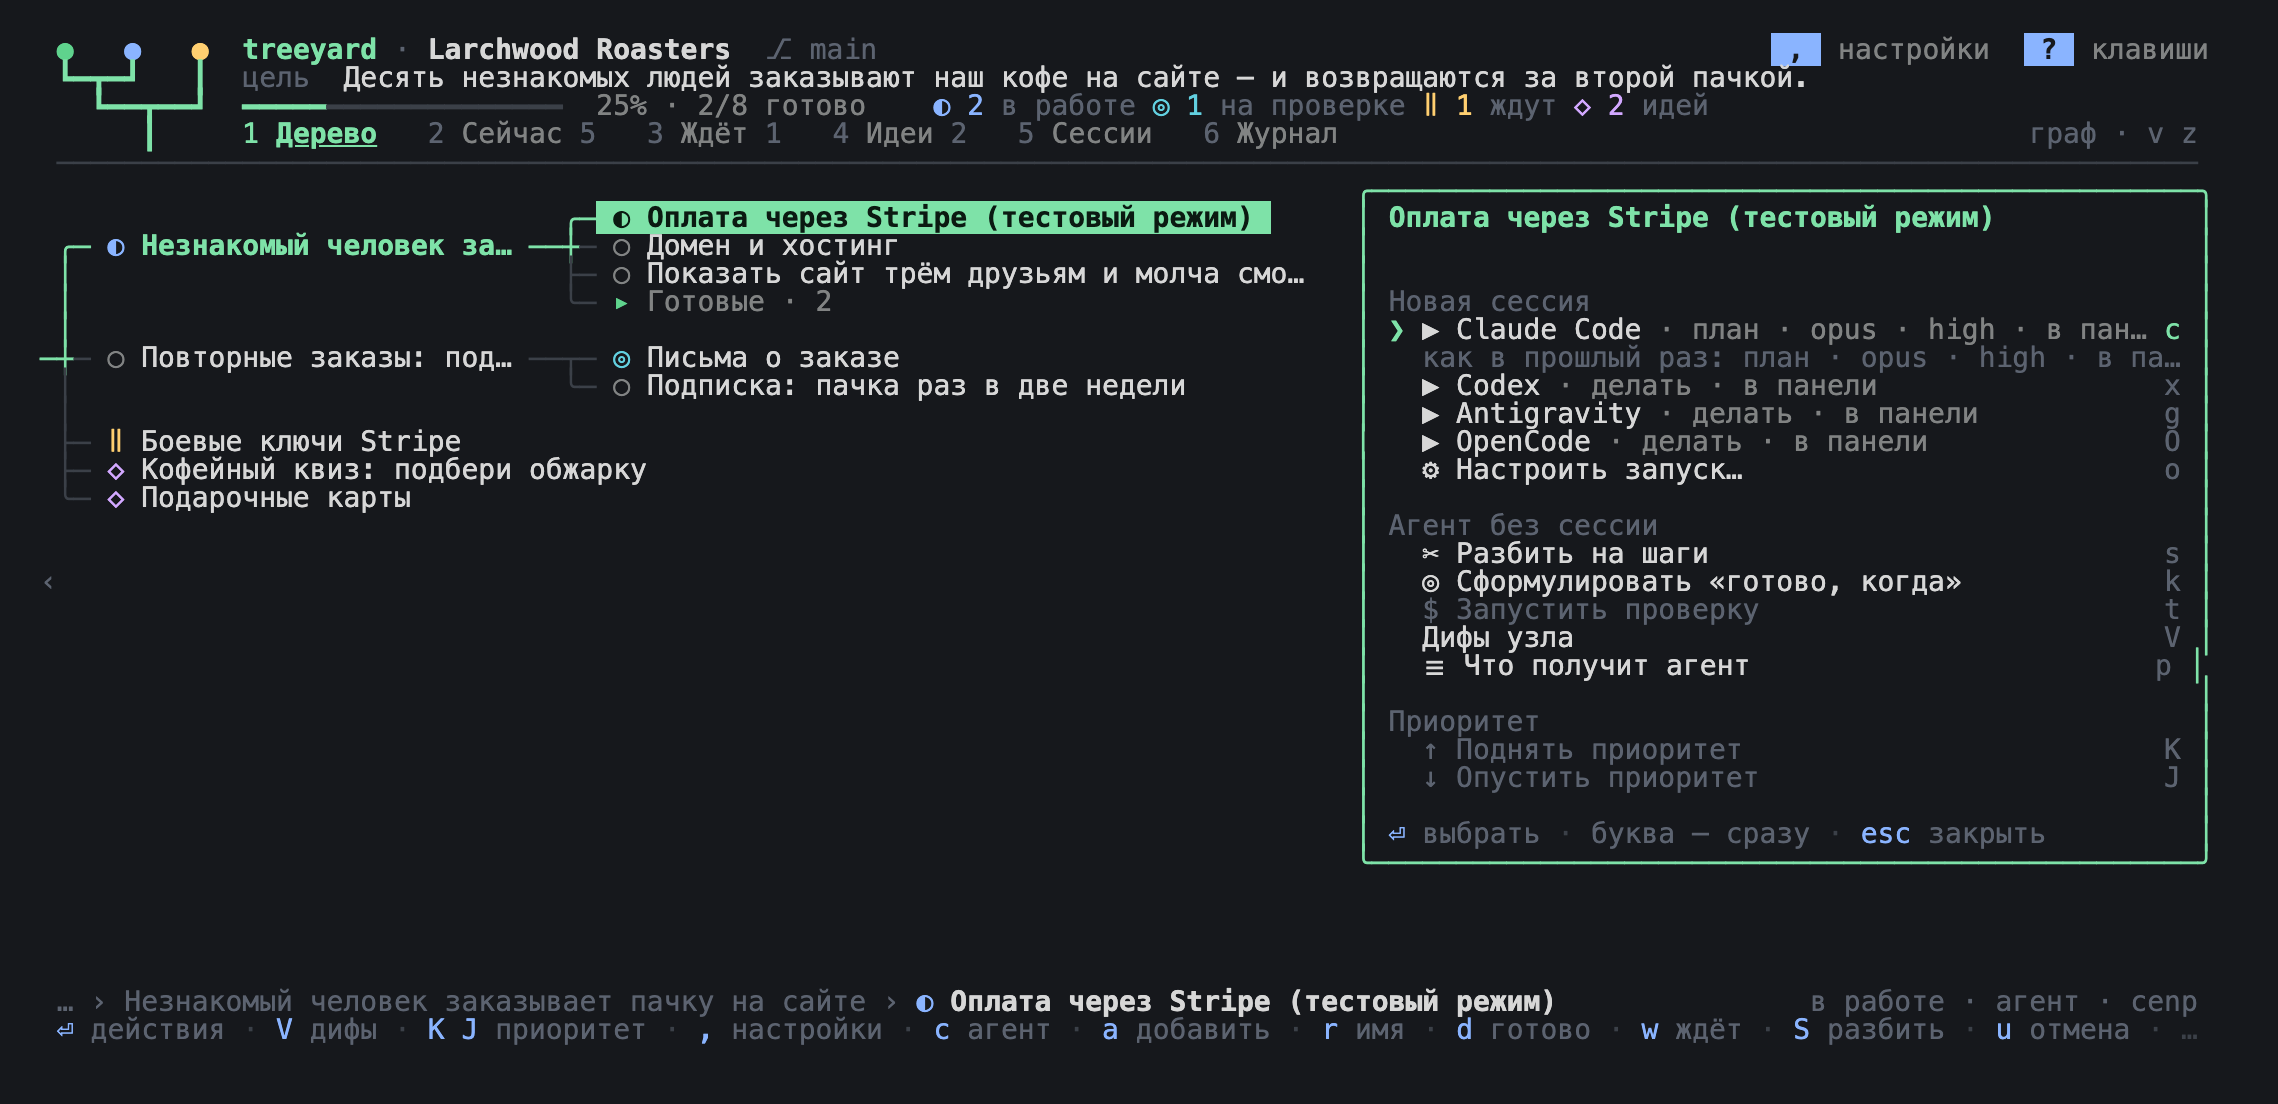 treeyard · Larchwood Roasters ⎇ main , настройки ? клавиши
цель Десять незнакомых людей заказывают наш кофе на сайте — и возвращаются за второй пачкой.
25% · 2/8 готово ◐ 2 в работе ◎ 1 на проверке ‖ 1 ждут ◇ 2 идей
1 Дерево 2 Сейчас 5 3 Ждёт 1 4 Идеи 2 5 Сессии 6 Журнал граф · v z
◐ Незнакомый человек за…
◐ Оплата через Stripe (тестовый режим)
○ Домен и хостинг
○ Показать сайт трём друзьям и молча смо…
▸ Готовые · 2
○ Повторные заказы: под…
◎ Письма о заказе
○ Подписка: пачка раз в две недели
‖ Боевые ключи Stripe
◇ Кофейный квиз: подбери обжарку
◇ Подарочные карты
‹
Оплата через Stripe (тестовый режим)
Новая сессия
❯ ▶ Claude Code · план · opus · high · в пан… c
как в прошлый раз: план · opus · high · в па…
▶ Codex · делать · в панели x
▶ Antigravity · делать · в панели g
▶ OpenCode · делать · в панели O
⚙ Настроить запуск… o
Агент без сессии
✂ Разбить на шаги s
◎ Сформулировать «готово, когда» k
$ Запустить проверку t
Дифы узла V
≡ Что получит агент p
Приоритет
↑ Поднять приоритет K
↓ Опустить приоритет J
⏎ выбрать · буква — сразу · esc закрыть
… › Незнакомый человек заказывает пачку на сайте › ◐ Оплата через Stripe (тестовый режим) в работе · агент · сепр
⏎ действия · V дифы · K J приоритет · , настройки · c агент · a добавить · r имя · d готово · w ждёт · S разбить · u отмена · …